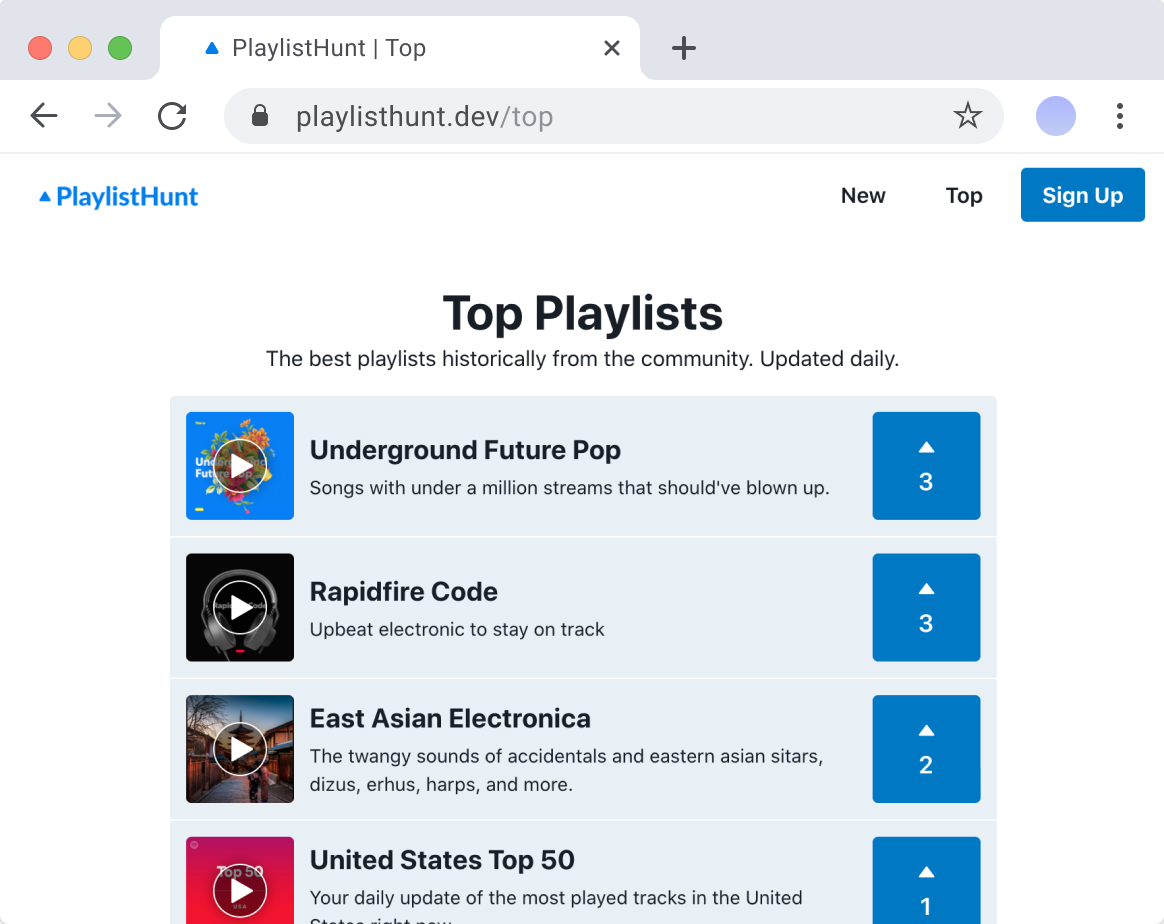 PlaylistHunt | Top
playlisthunt.dev/top
PlaylistHunt
New
Top
Sign Up
Top Playlists
The best playlists historically from the community. Updated daily.
Underground Future Pop
Songs with under a million streams that should've blown up.
3
Rapidfire Code
Upbeat electronic to stay on track
3
East Asian Electronica
The twangy sounds of accidentals and eastern asian sitars,
dizus, erhus, harps, and more.
2
Top 50
USA
United States Top 50
Your daily update of the most played tracks in the United
States right now.
1